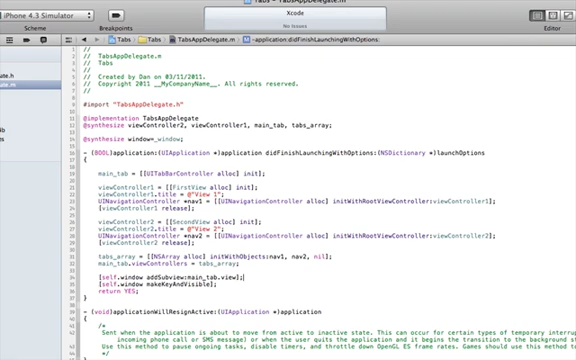 Tabs - TabsAppDelegate.m
iPhone 4.3 Simulator
Scheme
Breakpoints
Xcode
No Issues
Editor
Tabs
Tabs
TabsAppDelegate.m
-application:didFinishLaunchingWithOptions:
//
// TabsAppDelegate.m
// Tabs
//
// Created by Dan on 03/11/2011.
// Copyright 2011 __MyCompanyName__. All rights reserved.
//
#import "TabsAppDelegate.h"
@implementation TabsAppDelegate
@synthesize viewController2, viewController1, main_tab, tabs_array;
@synthesize window=_window;
- (BOOL)application:(UIApplication *)application didFinishLaunchingWithOptions:(NSDictionary *)launchOptions
{
main_tab = [[UITabBarController alloc] init];
viewController1 = [[FirstView alloc] init];
viewController1.title = @"View 1";
UINavigationController *nav1 = [[UINavigationController alloc] initWithRootViewController:viewController1];
[viewController1 release];
viewController2 = [[SecondView alloc] init];
viewController2.title = @"View 2";
UINavigationController *nav2 = [[UINavigationController alloc] initWithRootViewController:viewController2];
[viewController2 release];
tabs_array = [[NSArray alloc] initWithObjects:nav1, nav2, nil];
main_tab.viewControllers = tabs_array;
[self.window addSubview:main_tab.view];
[self.window makeKeyAndVisible];
return YES;
}
- (void)applicationWillResignActive:(UIApplication *)application
{
/*
Sent when the application is about to move from active to inactive state. This can occur for certain types of temporary interrup
incoming phone call or SMS message) or when the user quits the application and it begins the transition to the background s
Use this method to pause ongoing tasks, disable timers, and throttle down OpenGL ES frame rates. Games should use this method to